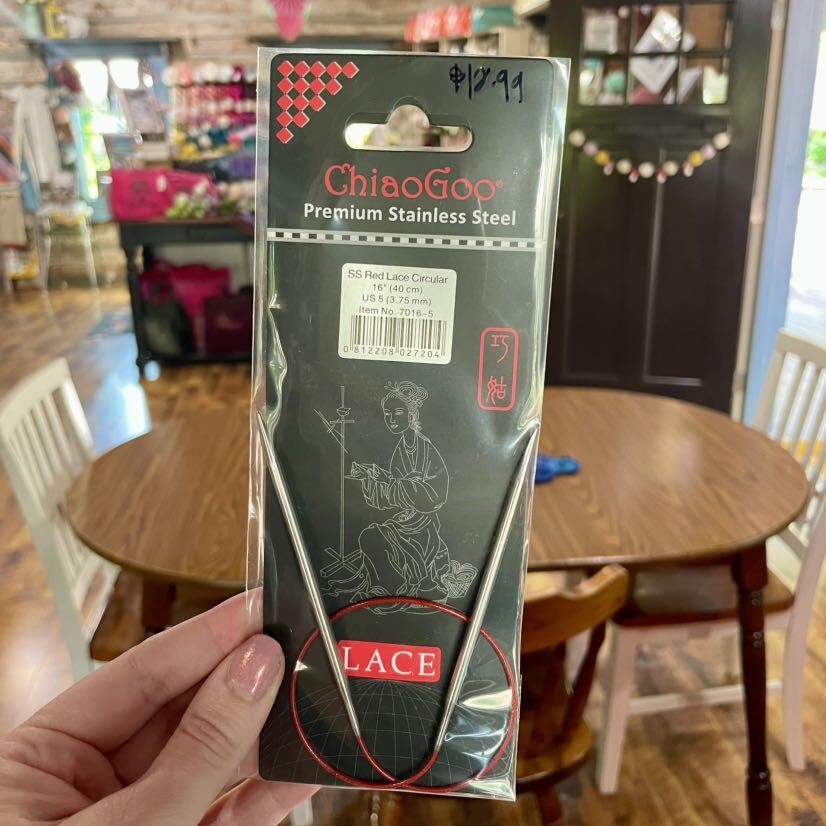 $12.99
ChiaoGoo®
Premium Stainless Steel
SS Red Lace Circular
16" (40 cm)
US 5 (3.75 mm)
Item No. 7016-5
0 812208 027204
巧
姑
LACE